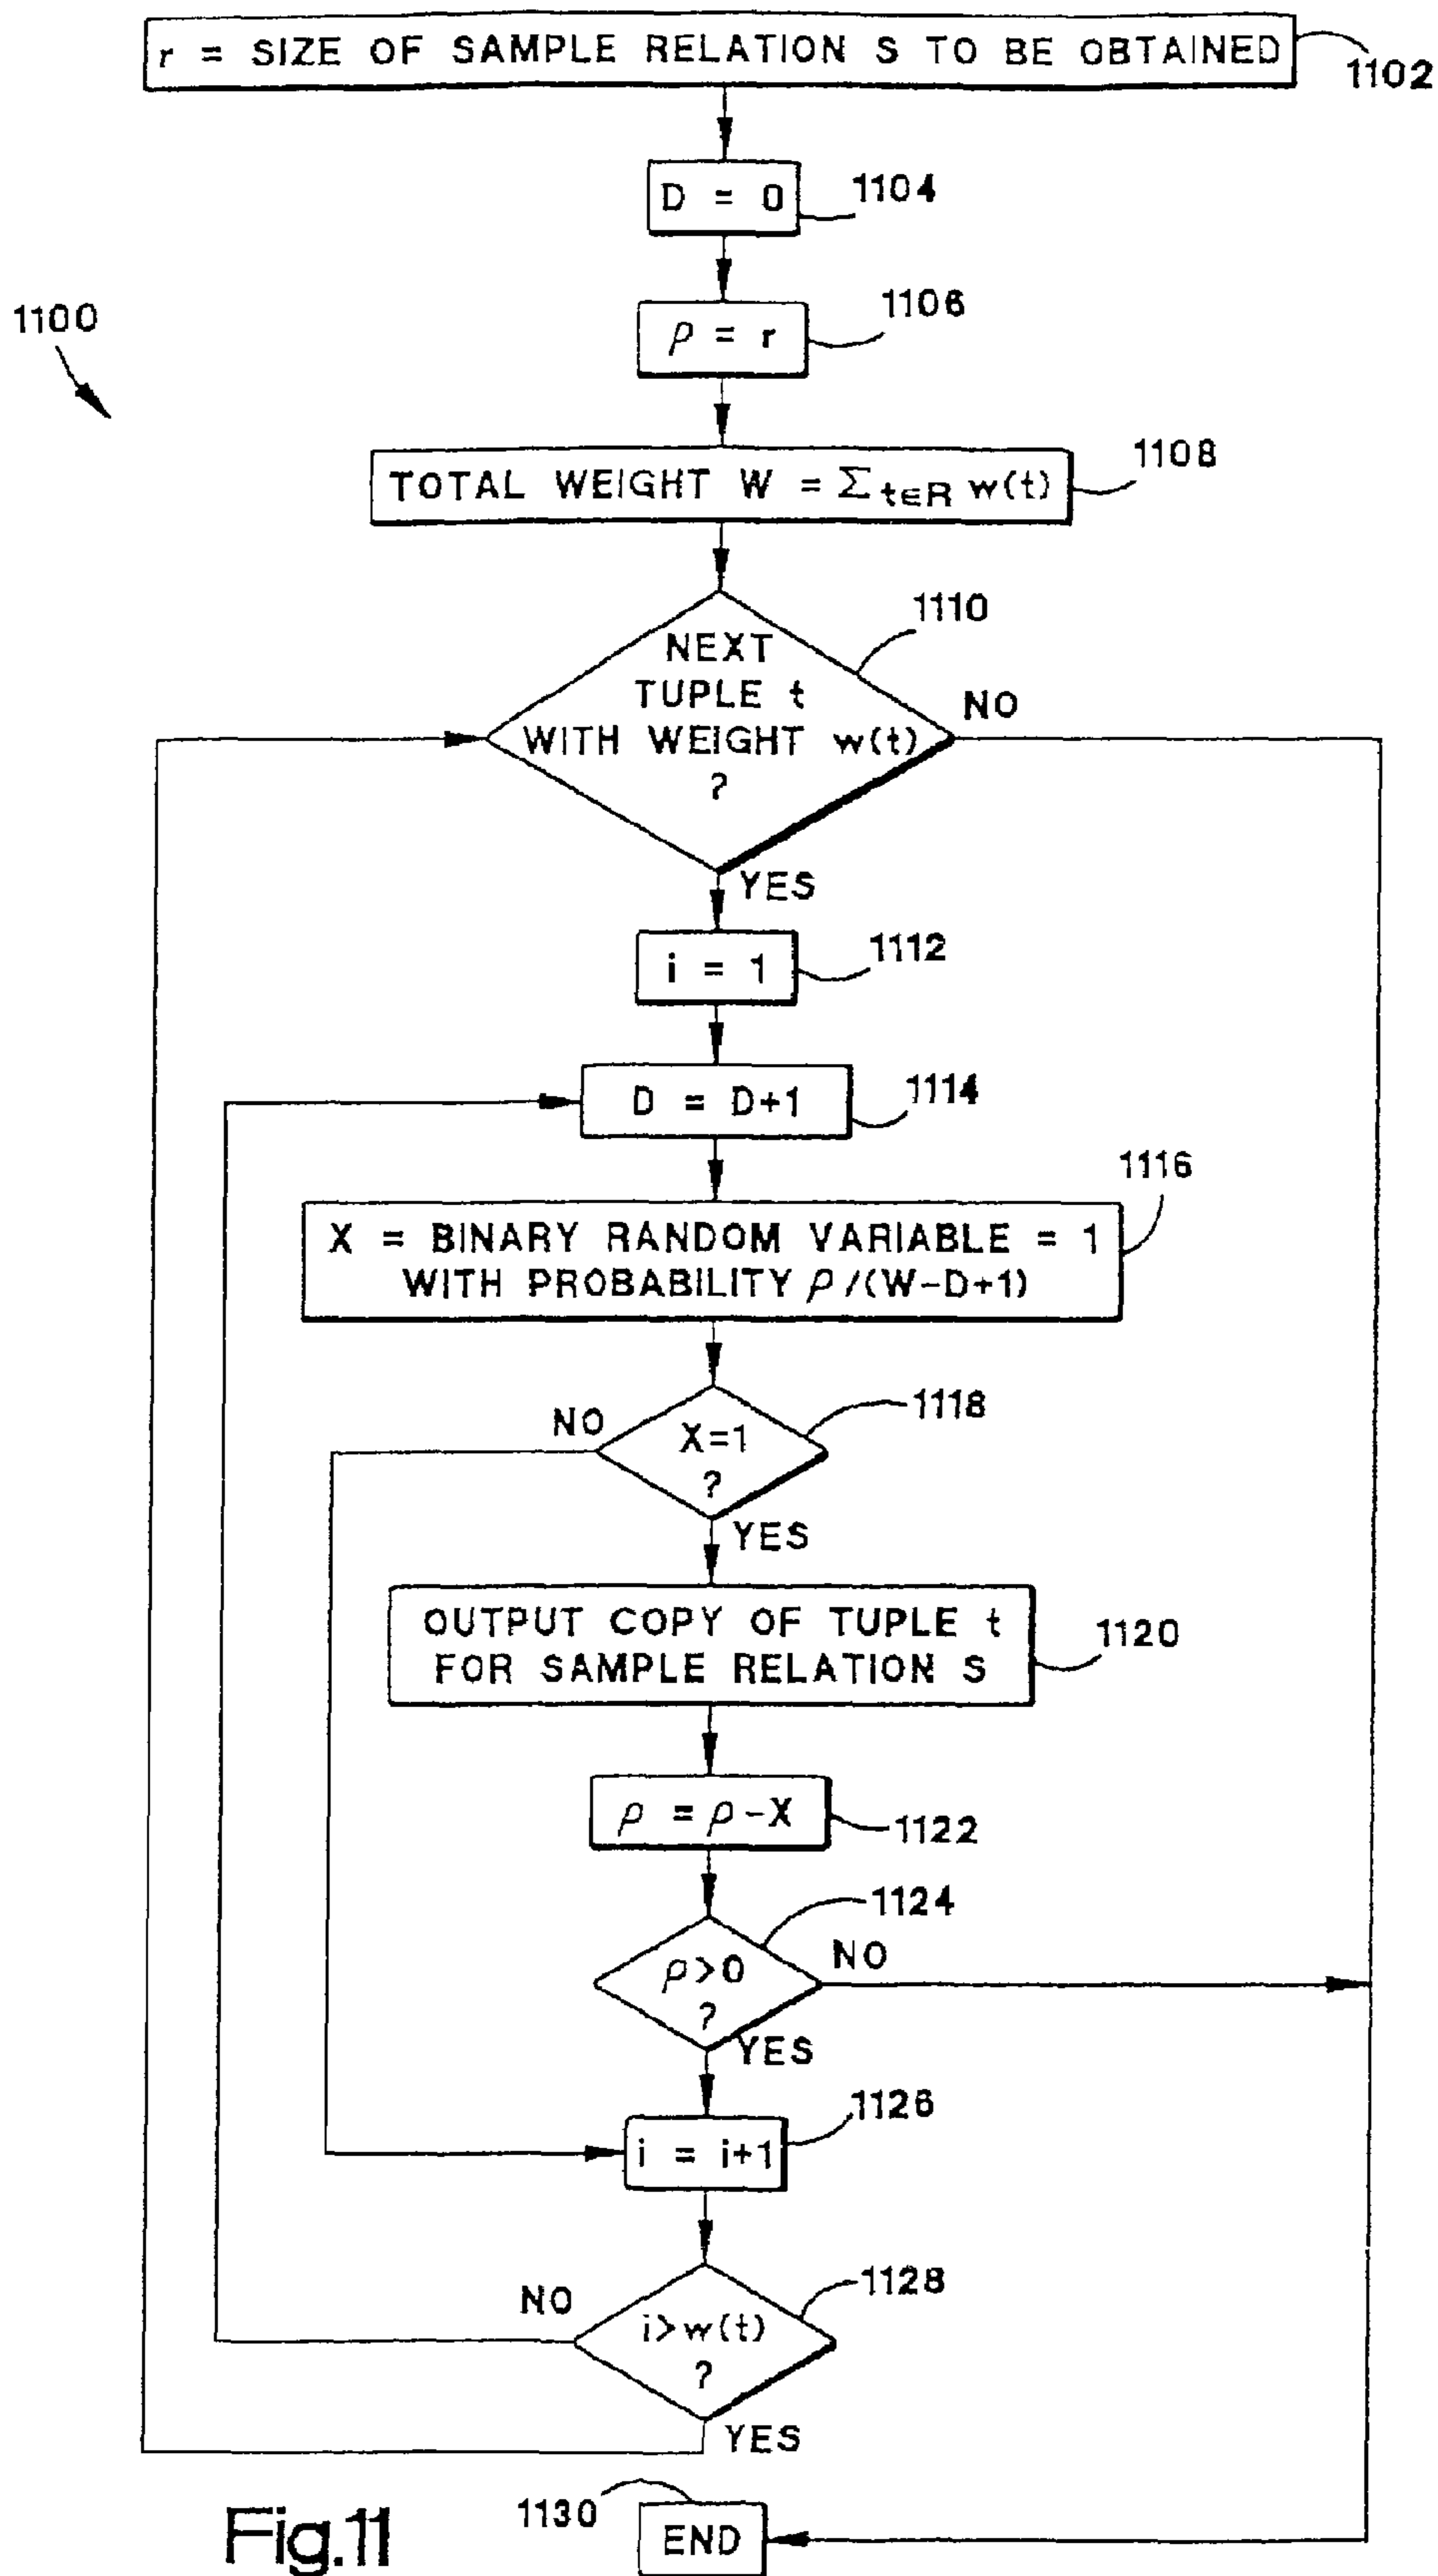 r = SIZE OF SAMPLE RELATION S TO BE OBTAINED
1102
D = 0
1104
1100
ρ = r
1106
TOTAL WEIGHT W = Σ t∈R w(t)
1108
1110
NEXT
TUPLE t
WITH WEIGHT w(t)
?
NO
YES
i = 1
1112
D = D+1
1114
1116
X = BINARY RANDOM VARIABLE = 1
WITH PROBABILITY ρ/(W-D+1)
1118
NO
X=1
?
YES
OUTPUT COPY OF TUPLE t
FOR SAMPLE RELATION S
1120
ρ = ρ-X
1122
1124
ρ>0
?
NO
YES
1126
i = i+1
1128
NO
i>w(t)
?
YES
1130
END
Fig.11